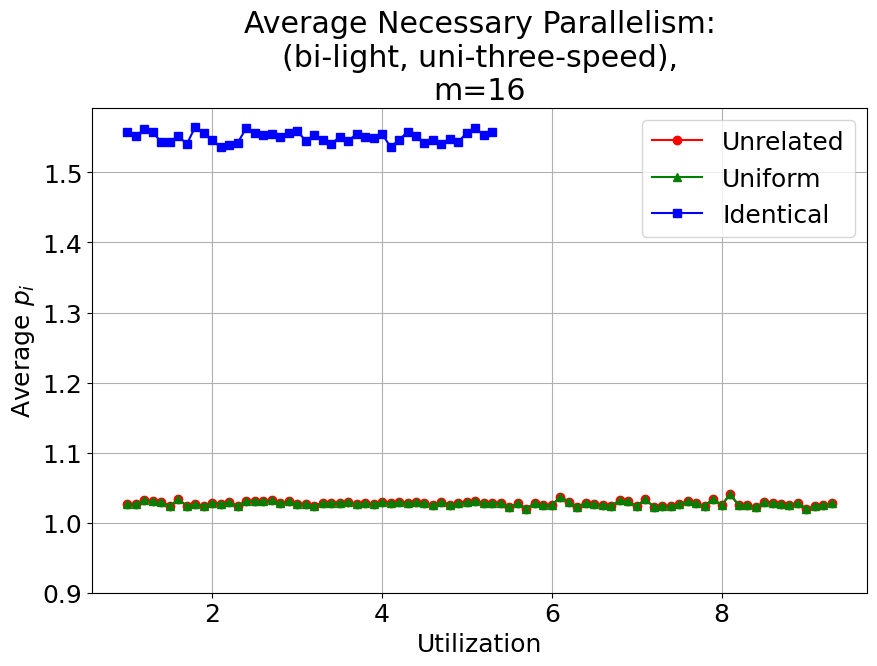 Average Necessary Parallelism:
(bi-light, uni-three-speed),
m=16
Unrelated
Uniform
Identical
1.5
1.4
1.3
1.2
1.1
1.0
0.9
Average $p_i$
2 4 6 8
Utilization